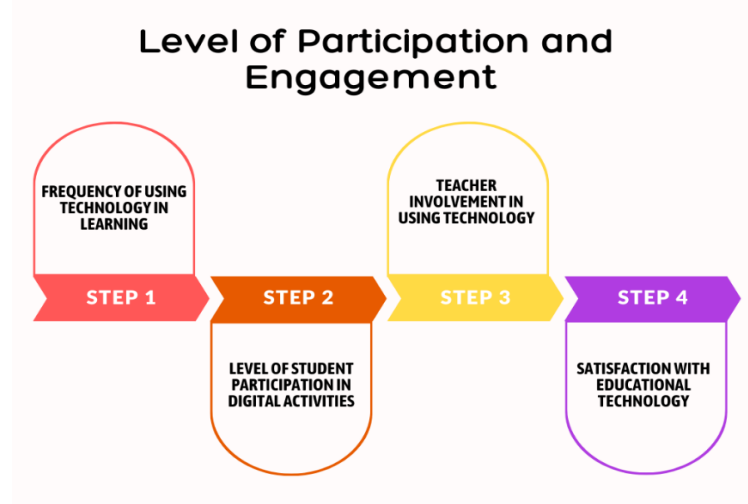 Level of Participation and
Engagement
FREQUENCY OF USING
TECHNOLOGY IN
LEARNING
STEP 1
STEP 2
LEVEL OF STUDENT
PARTICIPATION IN
DIGITAL ACTIVITIES
TEACHER
INVOLVEMENT IN
USING TECHNOLOGY
STEP 3
STEP 4
SATISFACTION WITH
EDUCATIONAL
TECHNOLOGY